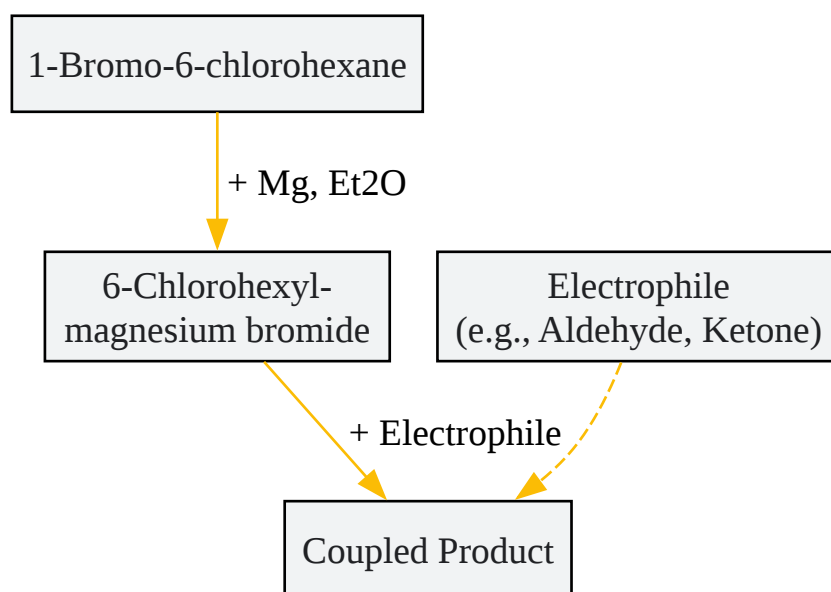 1-Bromo-6-chlorohexane
+ Mg, Et2O
6-Chlorohexyl-
magnesium bromide
Electrophile
(e.g., Aldehyde, Ketone)
+ Electrophile
Coupled Product